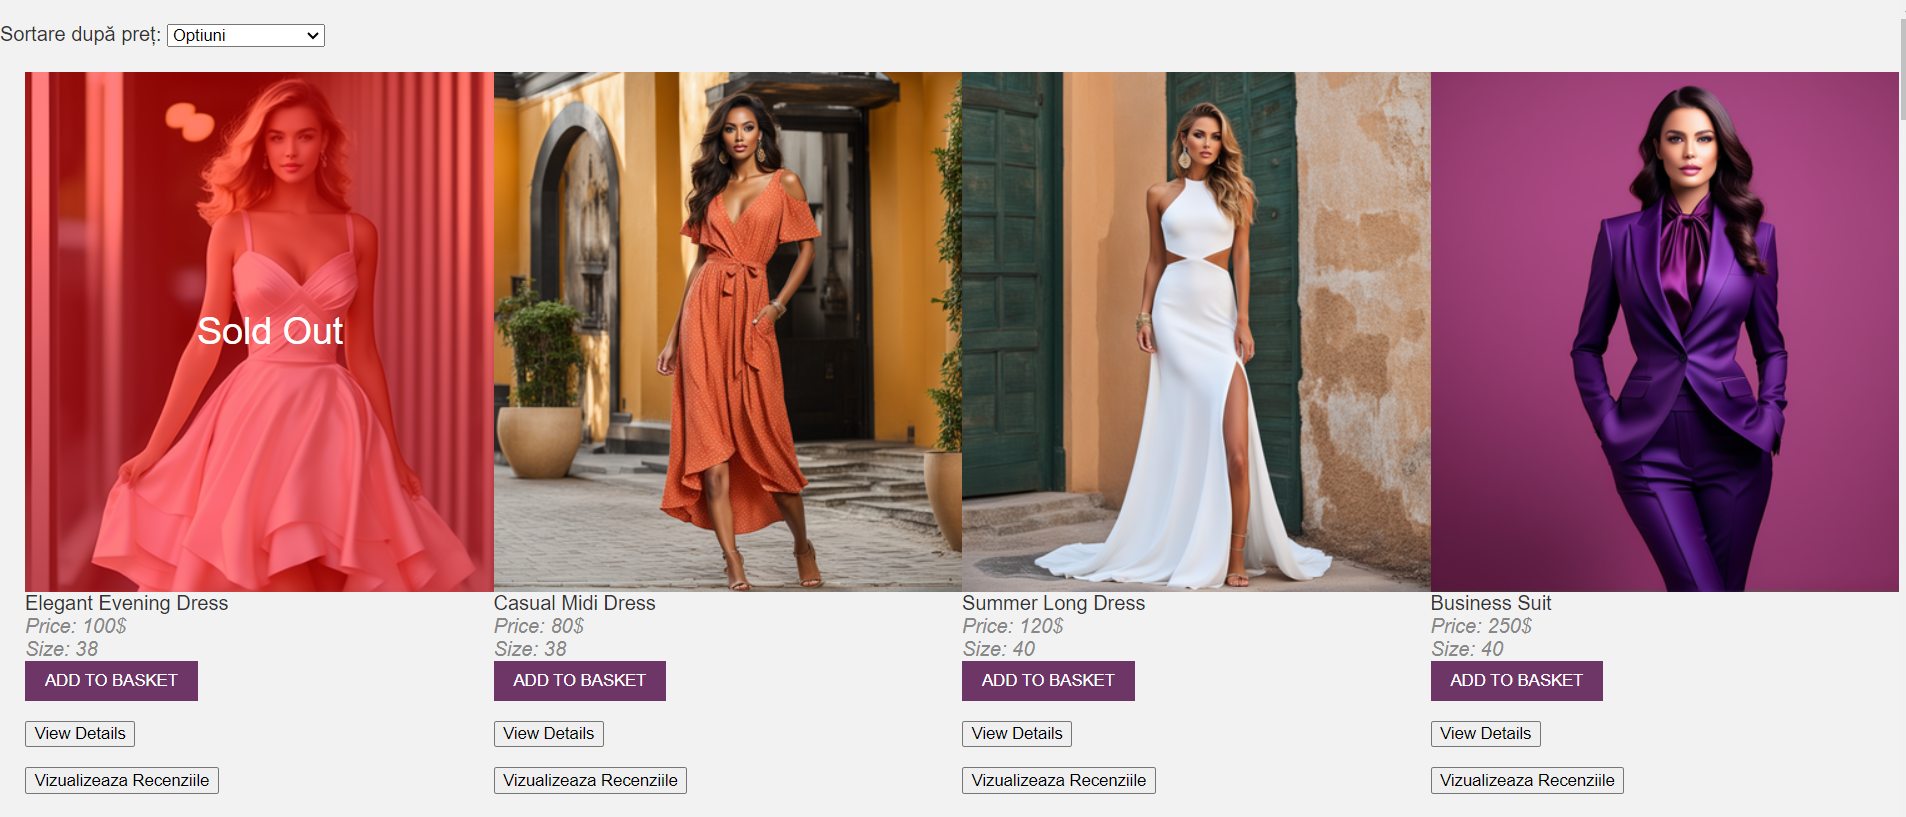 Sortare după preț: Optiuni
Sold Out
Elegant Evening Dress
Price: 100$
Size: 38
ADD TO BASKET
View Details
Vizualizeaza Recenziile
Casual Midi Dress
Price: 80$
Size: 38
ADD TO BASKET
View Details
Vizualizeaza Recenziile
Summer Long Dress
Price: 120$
Size: 40
ADD TO BASKET
View Details
Vizualizeaza Recenziile
Business Suit
Price: 250$
Size: 40
ADD TO BASKET
View Details
Vizualizeaza Recenziile